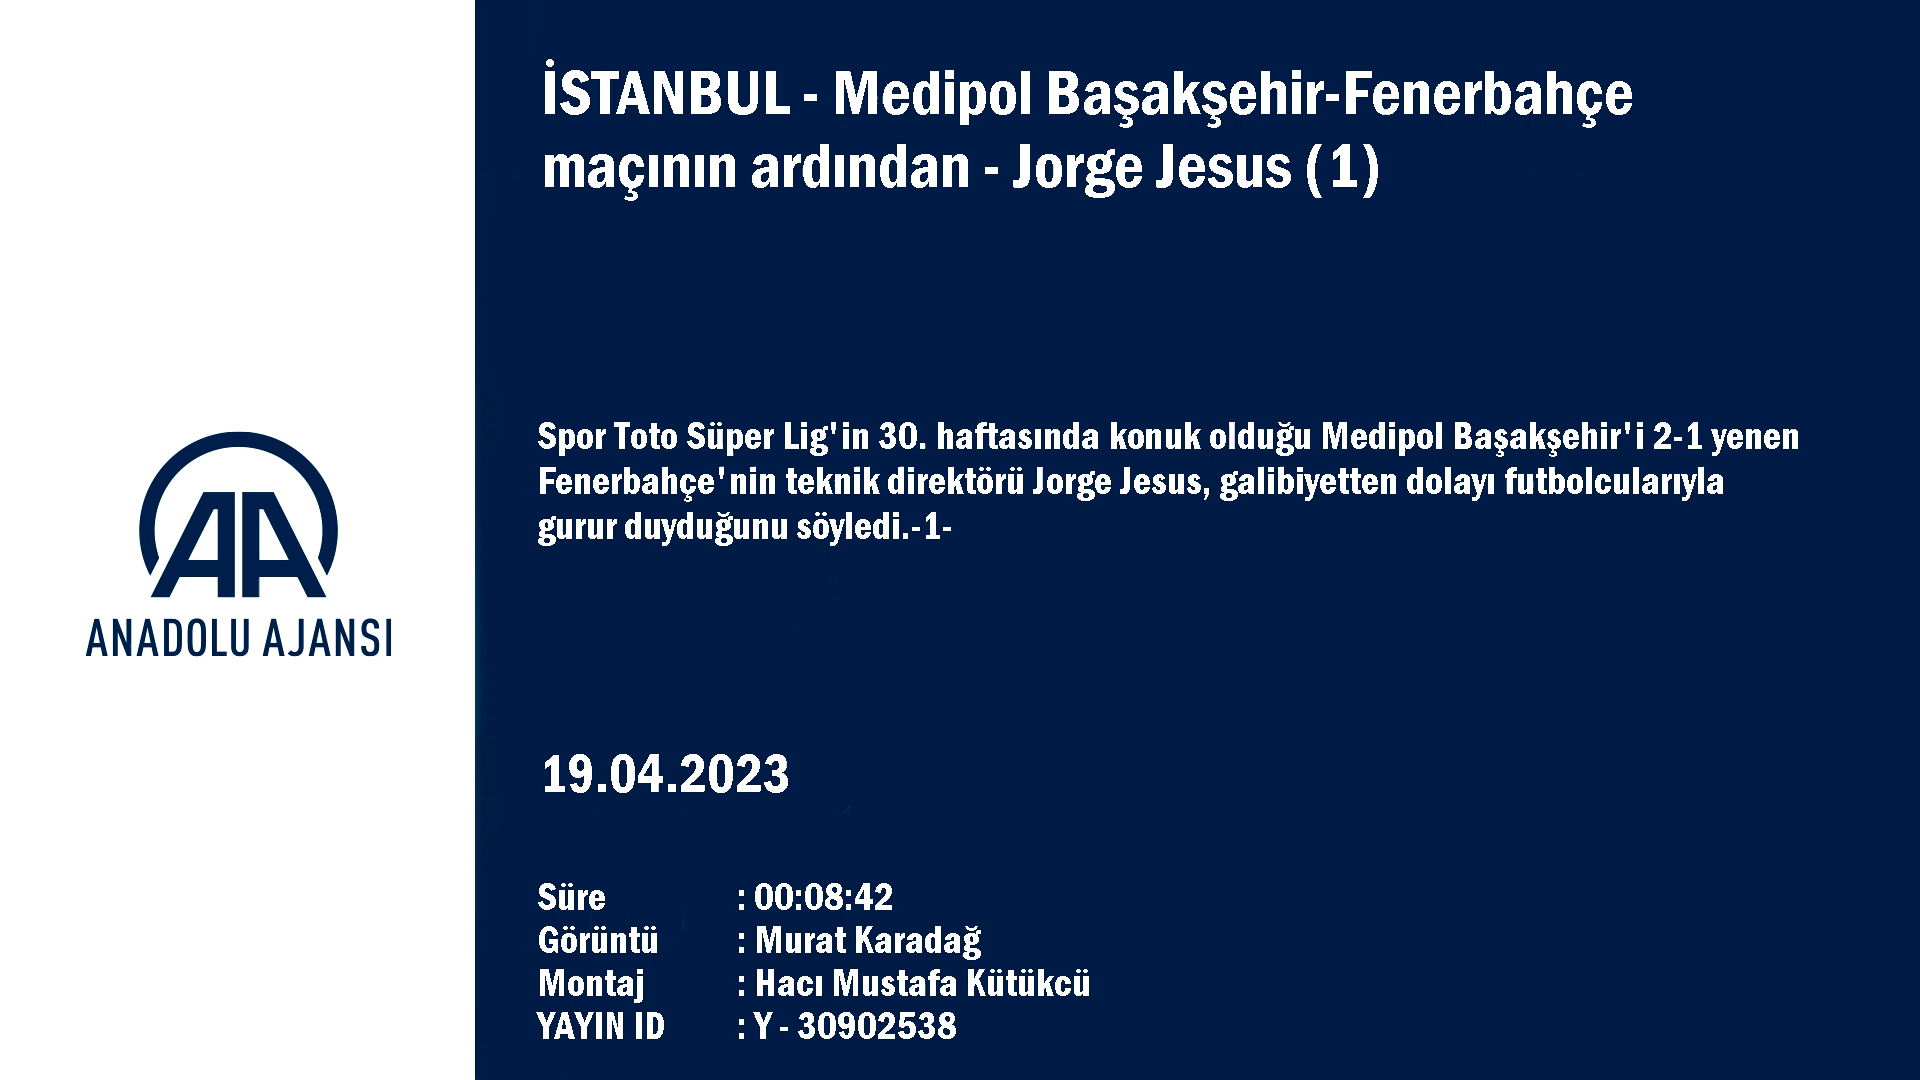 İSTANBUL - Medipol Başakşehir-Fenerbahçe
maçının ardından - Jorge Jesus (1)
Spor Toto Süper Lig'in 30. haftasında konuk olduğu Medipol Başakşehir'i 2-1 yenen
Fenerbahçe'nin teknik direktörü Jorge Jesus, galibiyetten dolayı futbolcularıyla
gurur duyduğunu söyledi.-1-
AA
ANADOLU AJANSI
19.04.2023
Süre : 00:08:42
Görüntü : Murat Karadağ
Montaj : Hacı Mustafa Kütükcü
YAYIN ID : Y - 30902538